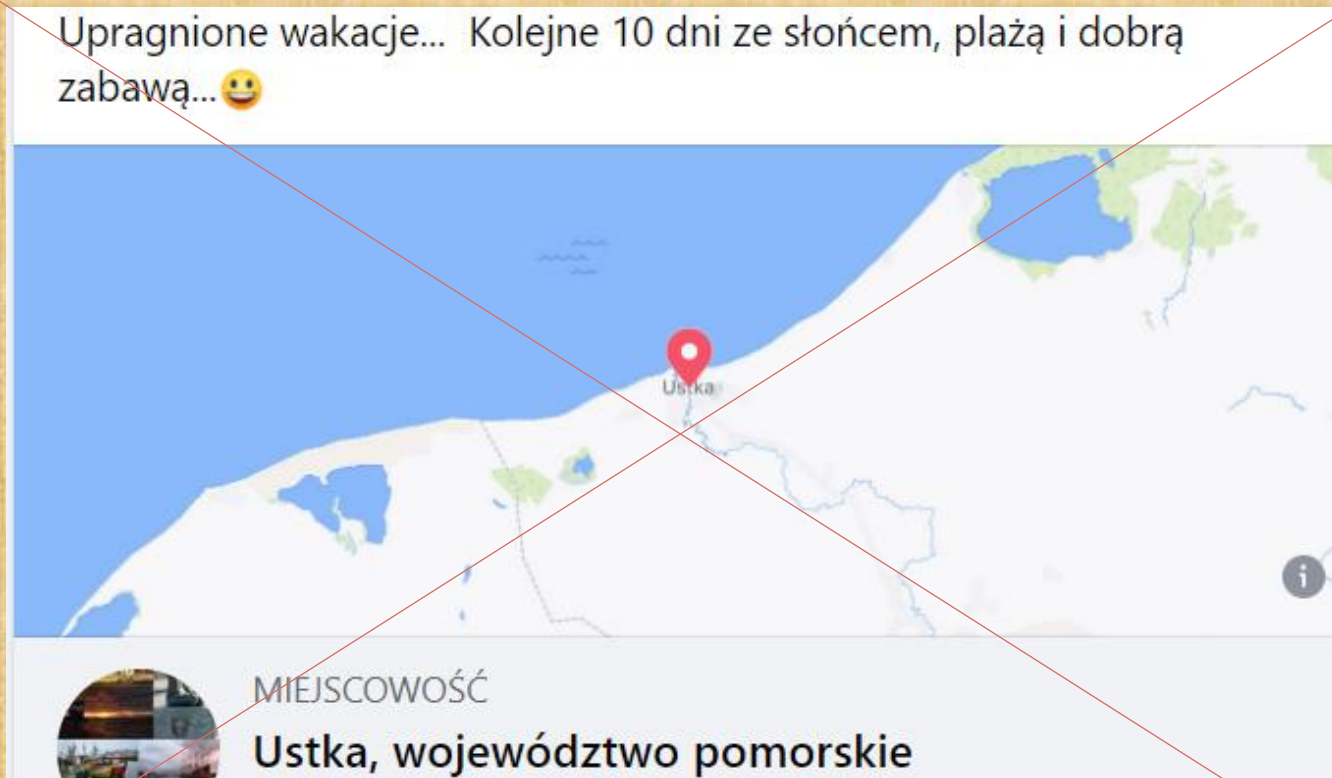 Upragnione wakacje... Kolejne 10 dni ze słońcem, plażą i dobrą
zabawą...😀
Ustka
MIEJSCOWOŚĆ
Ustka, województwo pomorskie